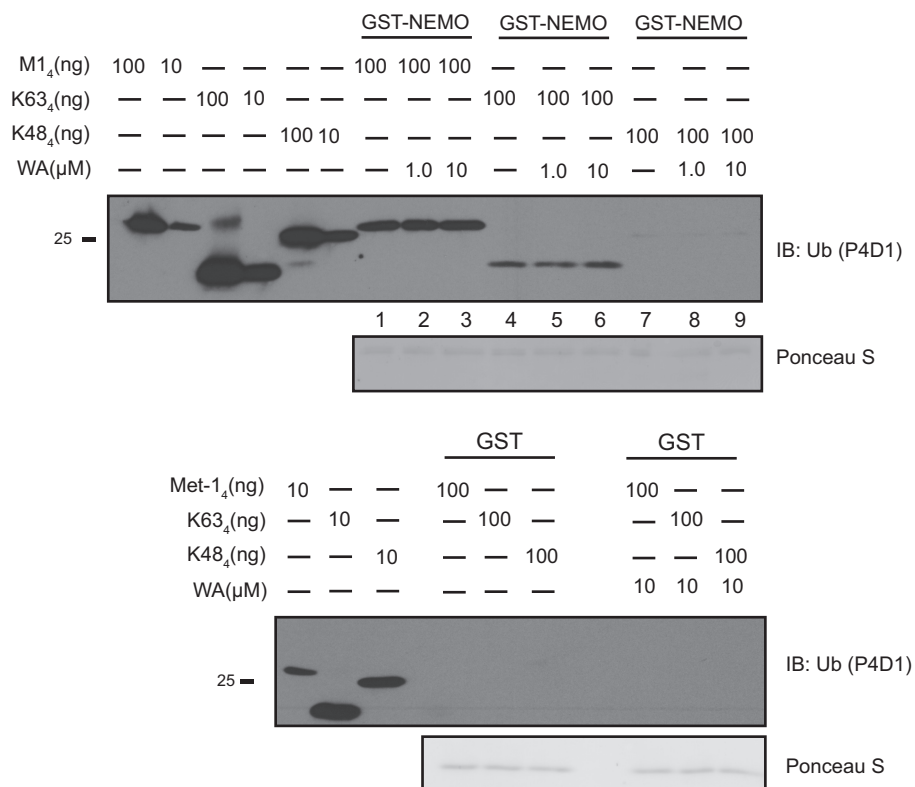 GST-NEMO GST-NEMO GST-NEMO
M1₄(ng) 100 10 — — — — 100 100 100 — — — — — —
K63₄(ng) — — 100 10 — — — — — 100 100 100 — — —
K48₄(ng) — — — — 100 10 — — — — — — 100 100 100
WA(µM) — — — — — — — 1.0 10 — 1.0 10 — 1.0 10
25
IB: Ub (P4D1)
1 2 3 4 5 6 7 8 9
Ponceau S
GST GST
Met-1₄(ng) 10 — — 100 — — 100 — —
K63₄(ng) — 10 — — 100 — — 100 —
K48₄(ng) — — 10 — — 100 — — 100
WA(µM) — — — — — — 10 10 10
25
IB: Ub (P4D1)
Ponceau S